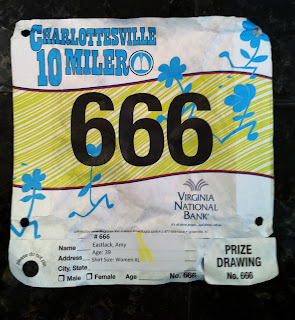 CHARLOTTESVILLE
10 MILER
666
VIRGINIA
NATIONAL
BANK
# 666
Name Eastlack, Amy
Address Age: 39
City, State Shirt Size: Women XL
Male Female Age No. 666
PRIZE
DRAWING
No. 666